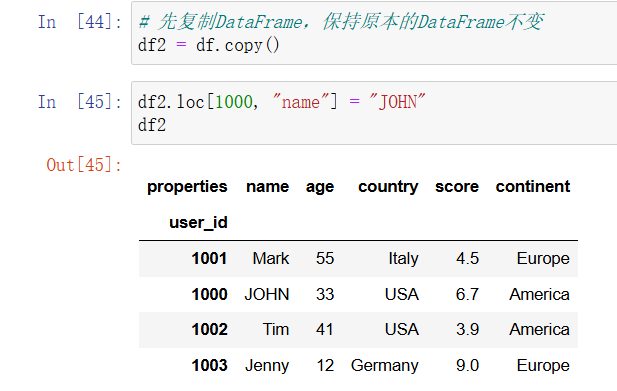 In [44]: # 先复制DataFrame，保持原本的DataFrame不变
df2 = df.copy()
In [45]: df2.loc[1000, "name"] = "JOHN"
df2
Out[45]:
properties name age country score continent
user_id
1001 Mark 55 Italy 4.5 Europe
1000 JOHN 33 USA 6.7 America
1002 Tim 41 USA 3.9 America
1003 Jenny 12 Germany 9.0 Europe